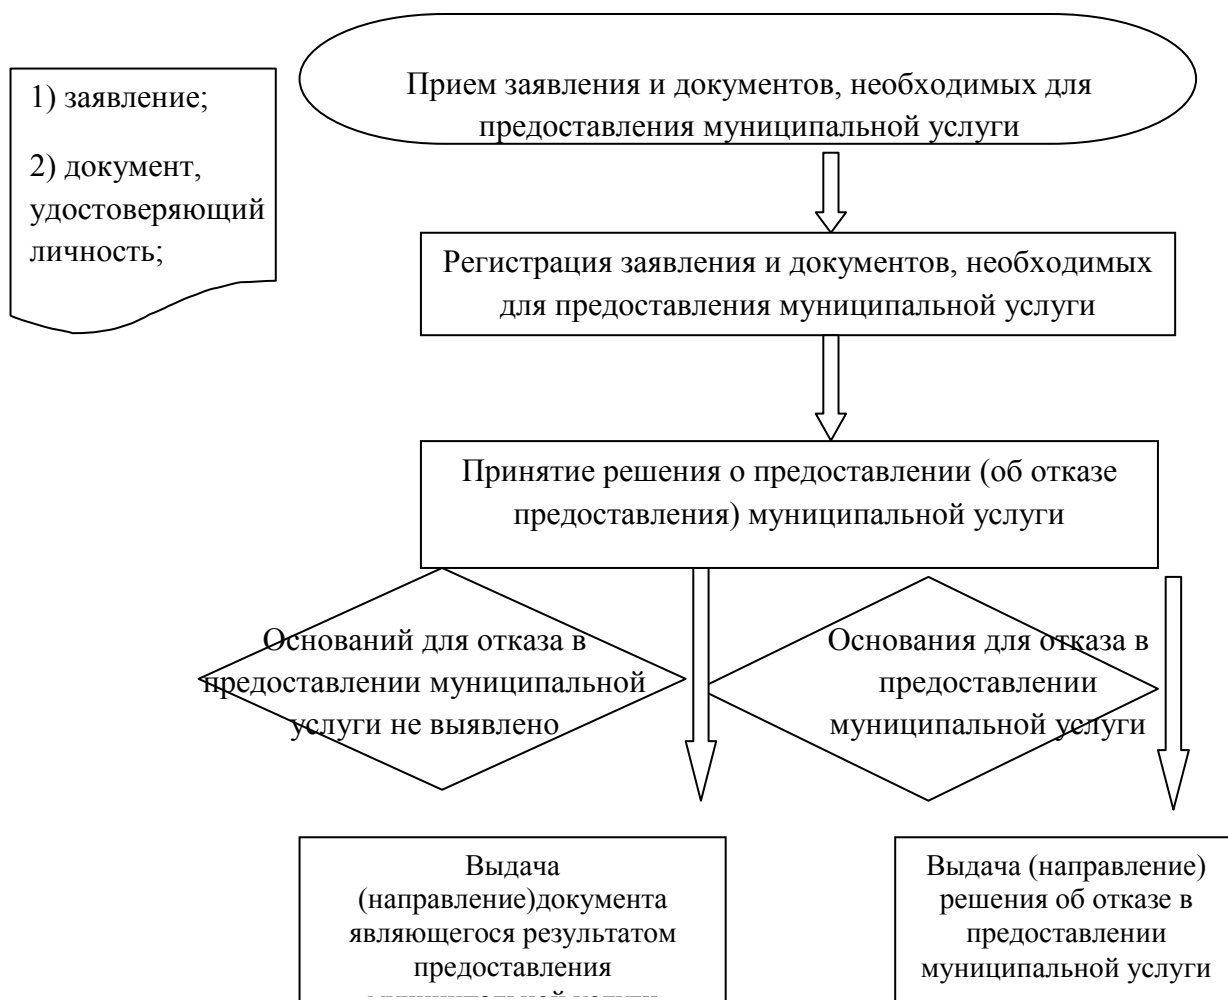 1) заявление;
2) документ,
удостоверяющий
личность;
Прием заявления и документов, необходимых для
предоставления муниципальной услуги
Регистрация заявления и документов, необходимых
для предоставления муниципальной услуги
Принятие решения о предоставлении (об отказе
предоставления) муниципальной услуги
Оснований для отказа в
предоставлении муниципальной
услуги не выявлено
Основания для отказа в
предоставлении
муниципальной услуги
Выдача
(направление)документа
являющегося результатом
предоставления
муниципальной услуги
Выдача (направление)
решения об отказе в
предоставлении
муниципальной услуги